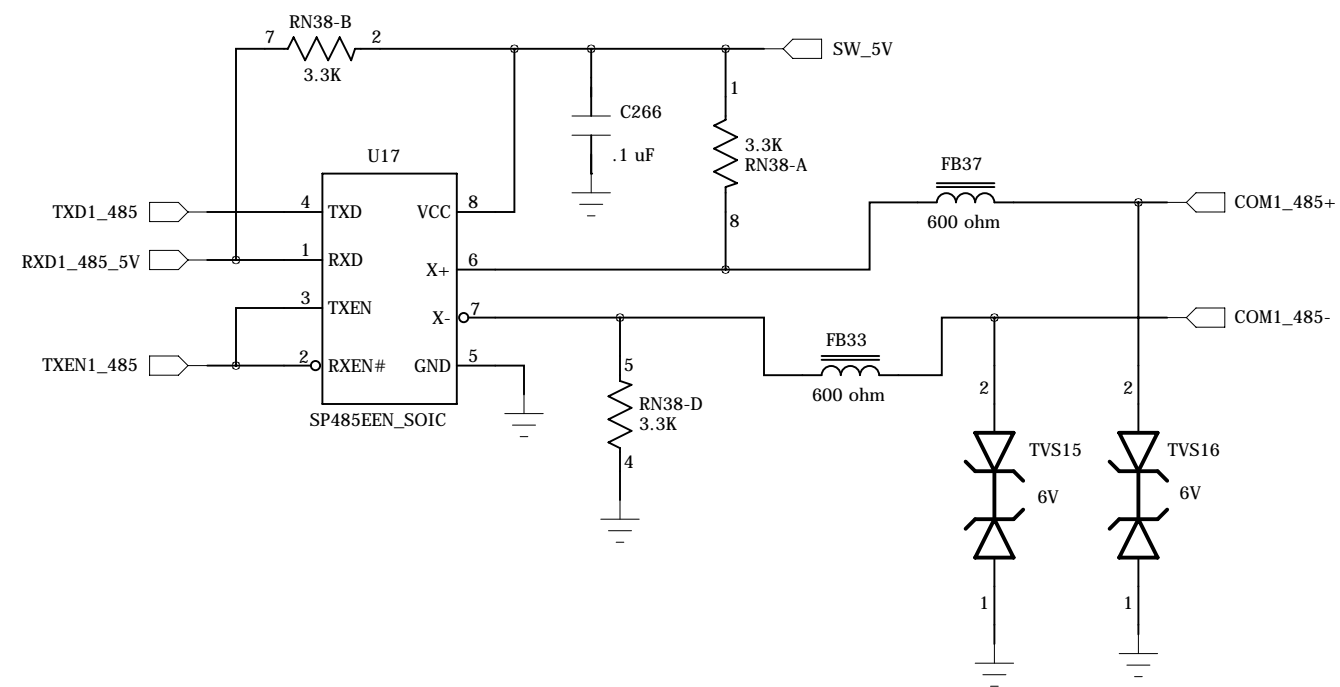 RN38-B
7
2
3.3K
SW_5V
1
C266
.1 uF
3.3K
RN38-A
8
U17
FB37
600 ohm
TXD1_485
4
TXD
VCC
8
COM1_485+
RXD1_485_5V
1
RXD
X+
6
3
TXEN
X-
7
COM1_485-
TXEN1_485
2
RXEN#
GND
5
SP485EEN_SOIC
FB33
600 ohm
5
RN38-D
3.3K
4
2
2
TVS15
6V
TVS16
6V
1
1